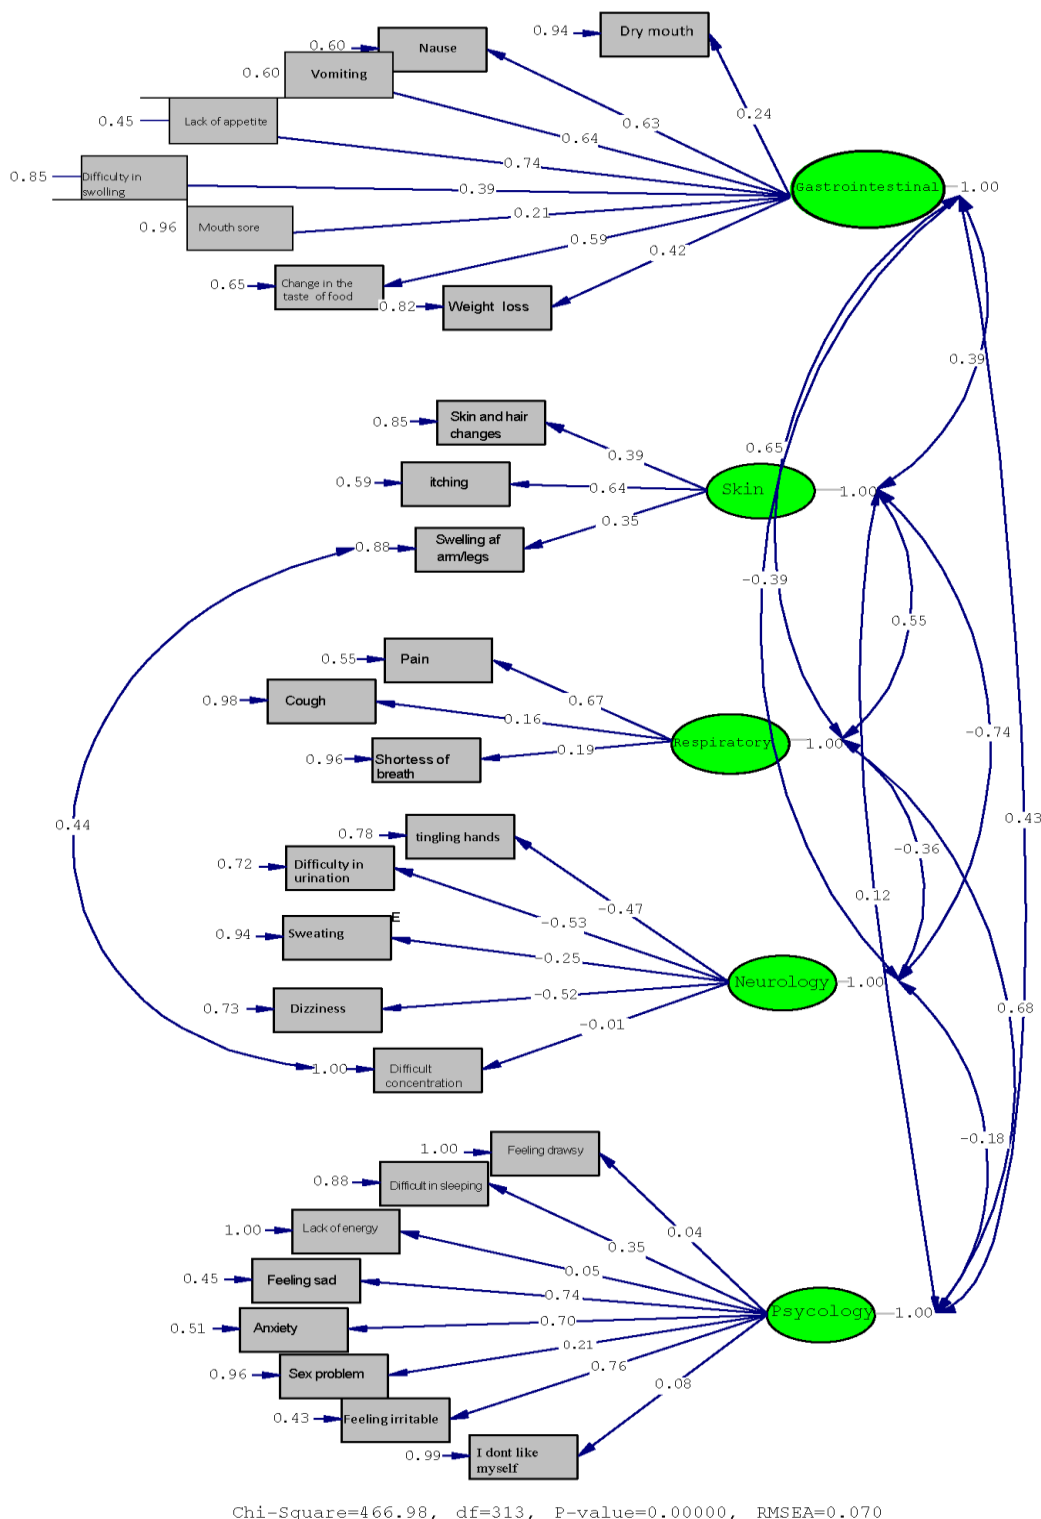 0.94
Dry mouth
0.60
Nause
0.60
Vomiting
0.24
0.45
Lack of appetite
0.63
0.64
0.74
0.85
Difficulty in
swolling
0.39
Gastrointestinal
1.00
0.96
Mouth sore
0.21
0.59
0.42
0.65
Change in the
taste of food
0.82
Weight loss
0.39
0.85
Skin and hair
changes
0.39
0.65
0.59
itching
0.64
Skin
1.00
0.35
0.88
Swelling af
arm/legs
-0.39
0.55
0.55
Pain
0.98
Cough
0.67
0.16
0.19
Respiratory
1.00
-0.74
0.96
Shortess of
breath
0.44
0.43
0.78
tingling hands
-0.36
0.72
Difficulty in
urination
0.12
-0.47
E
-0.53
0.94
Sweating
-0.25
Neurology
1.00
-0.52
0.73
Dizziness
0.68
-0.01
1.00
Difficult
concentration
-0.18
1.00
Feeling drawsy
0.88
Difficult in sleeping
0.04
1.00
Lack of energy
0.35
0.05
0.45
Feeling sad
0.74
Psycology
1.00
0.51
Anxiety
0.70
0.21
0.96
Sex problem
0.76
0.08
0.43
Feeling irritable
0.99
I dont like
myself
Chi-Square=466.98, df=313, P-value=0.00000, RMSEA=0.070